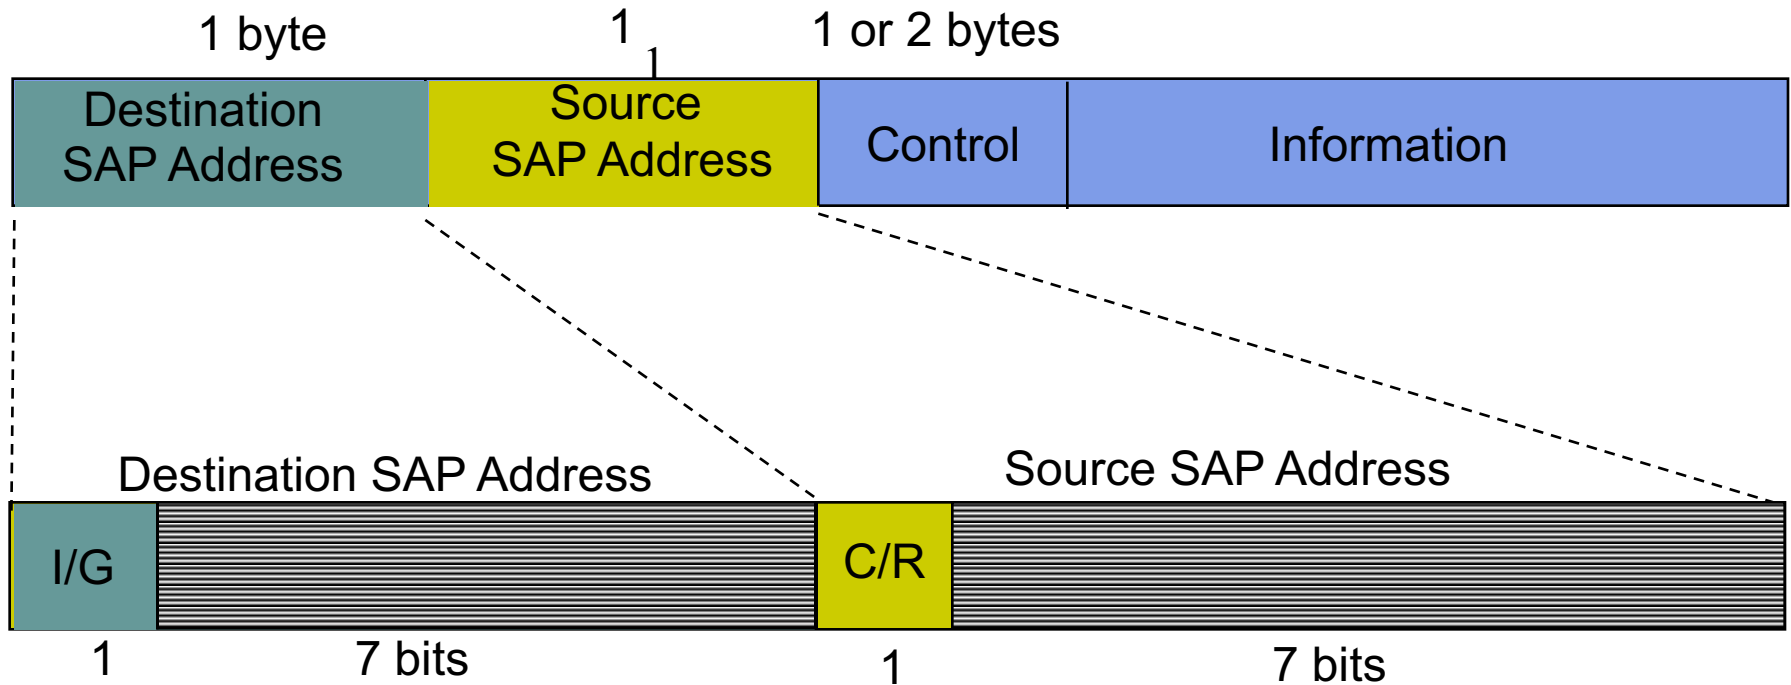 1 byte
1
1
1 or 2 bytes
Destination
SAP Address
Source
SAP Address
Control
Information
Destination SAP Address
Source SAP Address
I/G
C/R
1
7 bits
1
7 bits